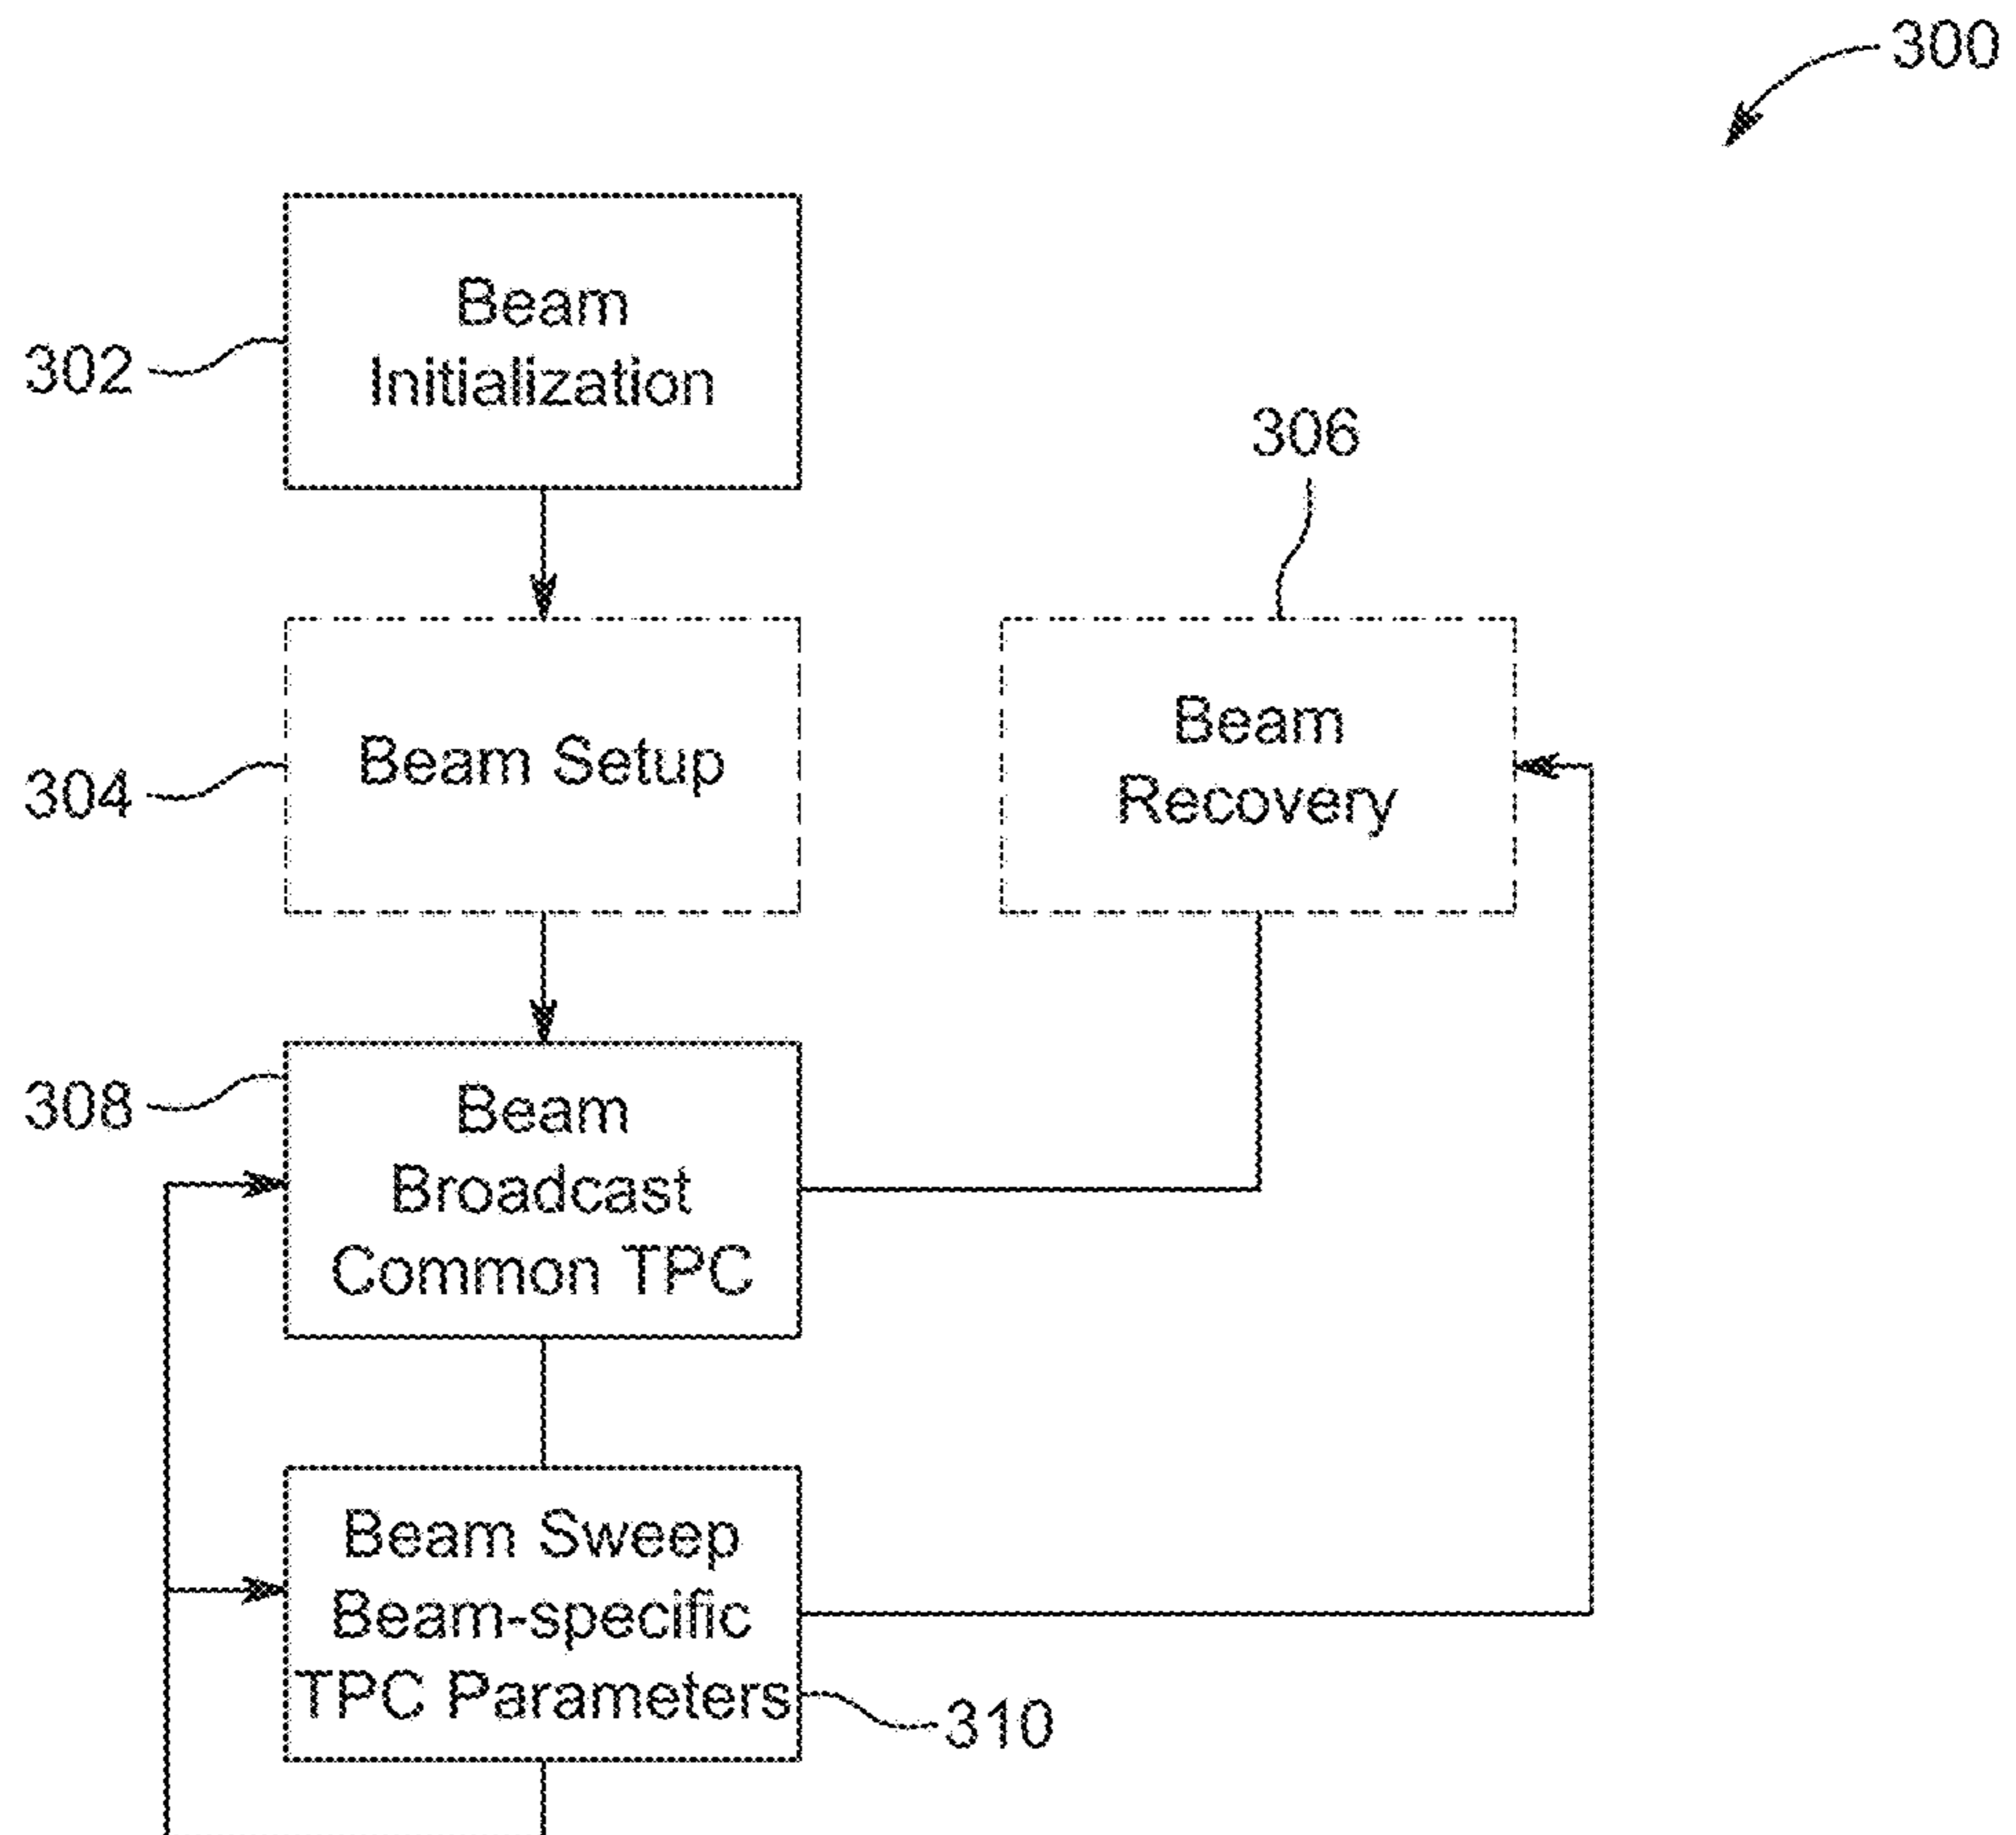 300
Beam
Initialization
302
306
Beam Setup
304
Beam
Recovery
308
Beam
Broadcast
Common TPC
Beam Sweep
Beam-specific
TPC Parameters
310